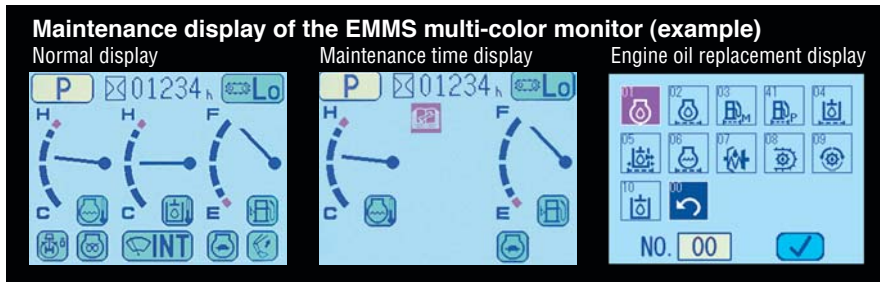 Maintenance display of the EMMS multi-color monitor (example)
Normal display
Maintenance time display
Engine oil replacement display
P 01234 h Lo
H H F
C C E
INT
P 01234 h Lo
H F
C E
01 02 03 41 04
M P
05 06 07 08 09
10 00
NO. 00